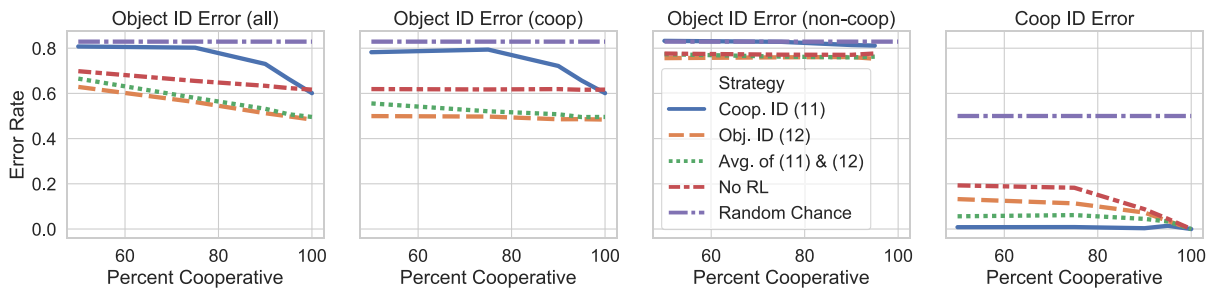 Object ID Error (all)
Object ID Error (coop)
Object ID Error (non-coop)
Coop ID Error
Error Rate
0.8
0.6
0.4
0.2
0.0
Strategy
Coop. ID (11)
Obj. ID (12)
Avg. of (11) & (12)
No RL
Random Chance
60 80 100
60 80 100
60 80 100
60 80 100
Percent Cooperative
Percent Cooperative
Percent Cooperative
Percent Cooperative